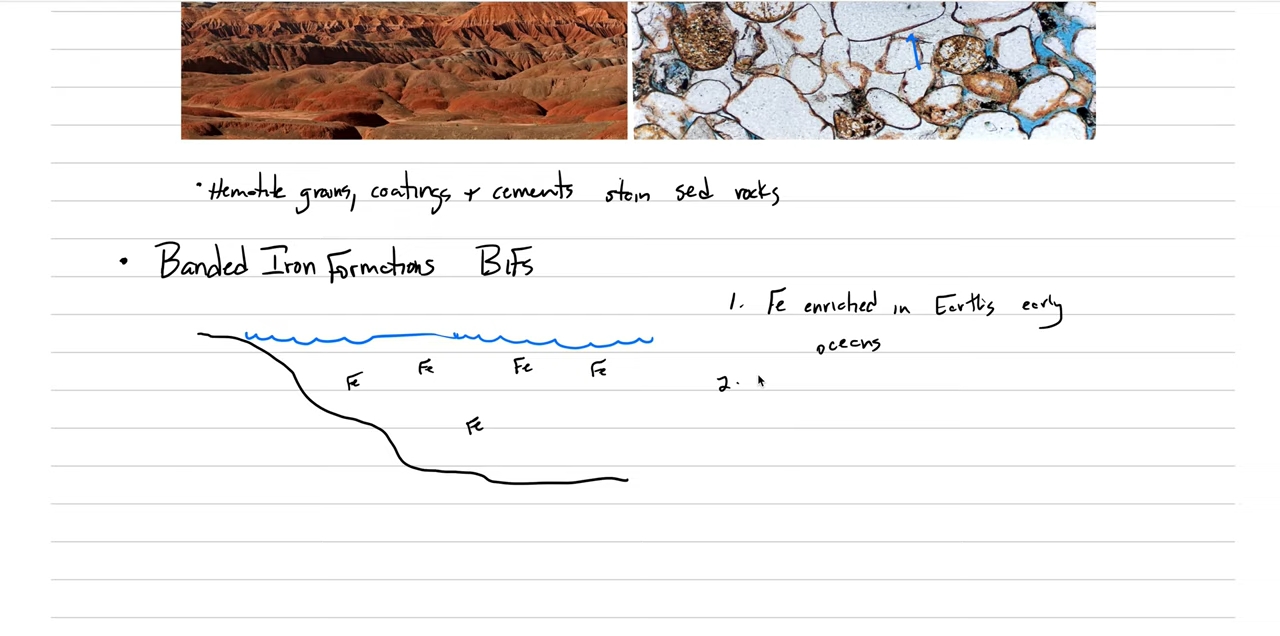 • Hematite grains, coatings + cements stain sed rocks
• Banded Iron Formations BIFs
1. Fe enriched in Earth's early
oceans
Fe Fe Fe Fe
Fe
2.